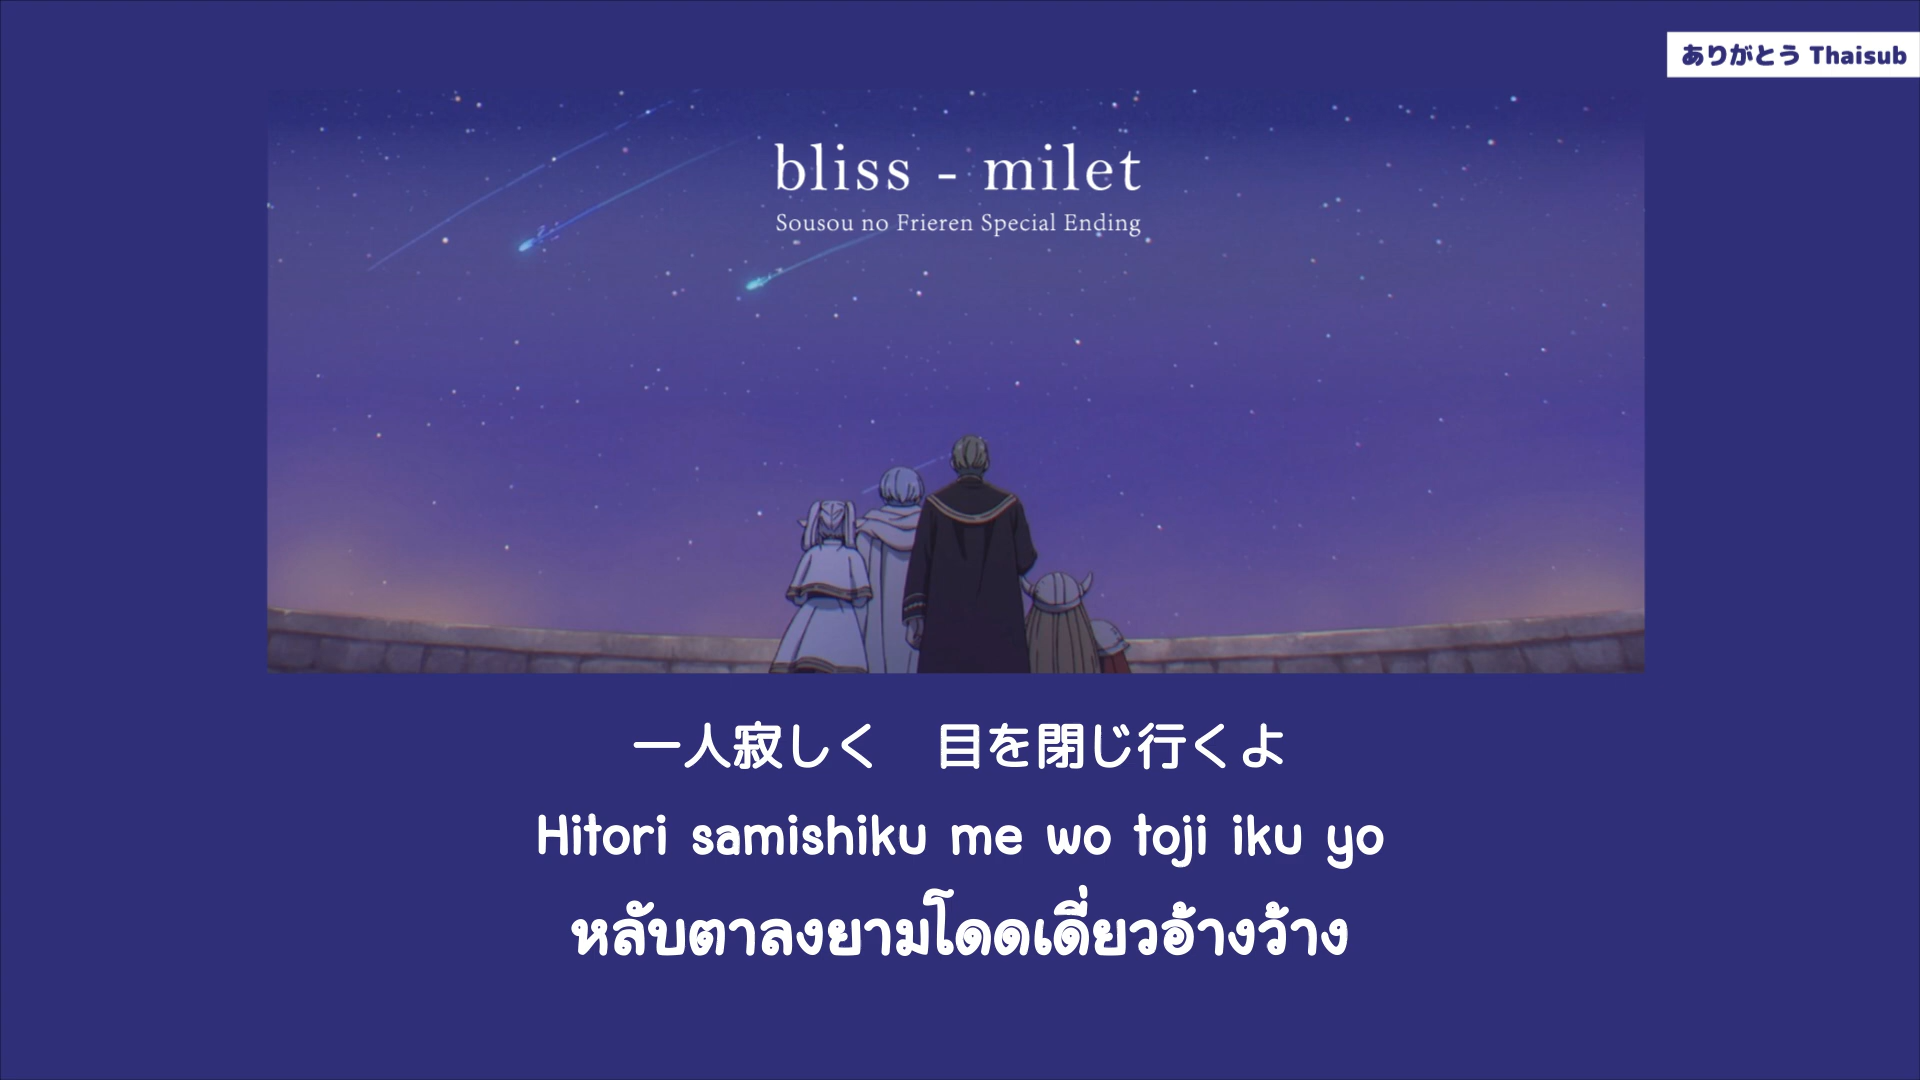 ありがとう Thaisub
bliss - milet
Sousou no Frieren Special Ending
一人寂しく　目を閉じ行くよ
Hitori samishiku me wo toji iku yo
หลับตาลงยามโดดเดี่ยวอ้างว้าง